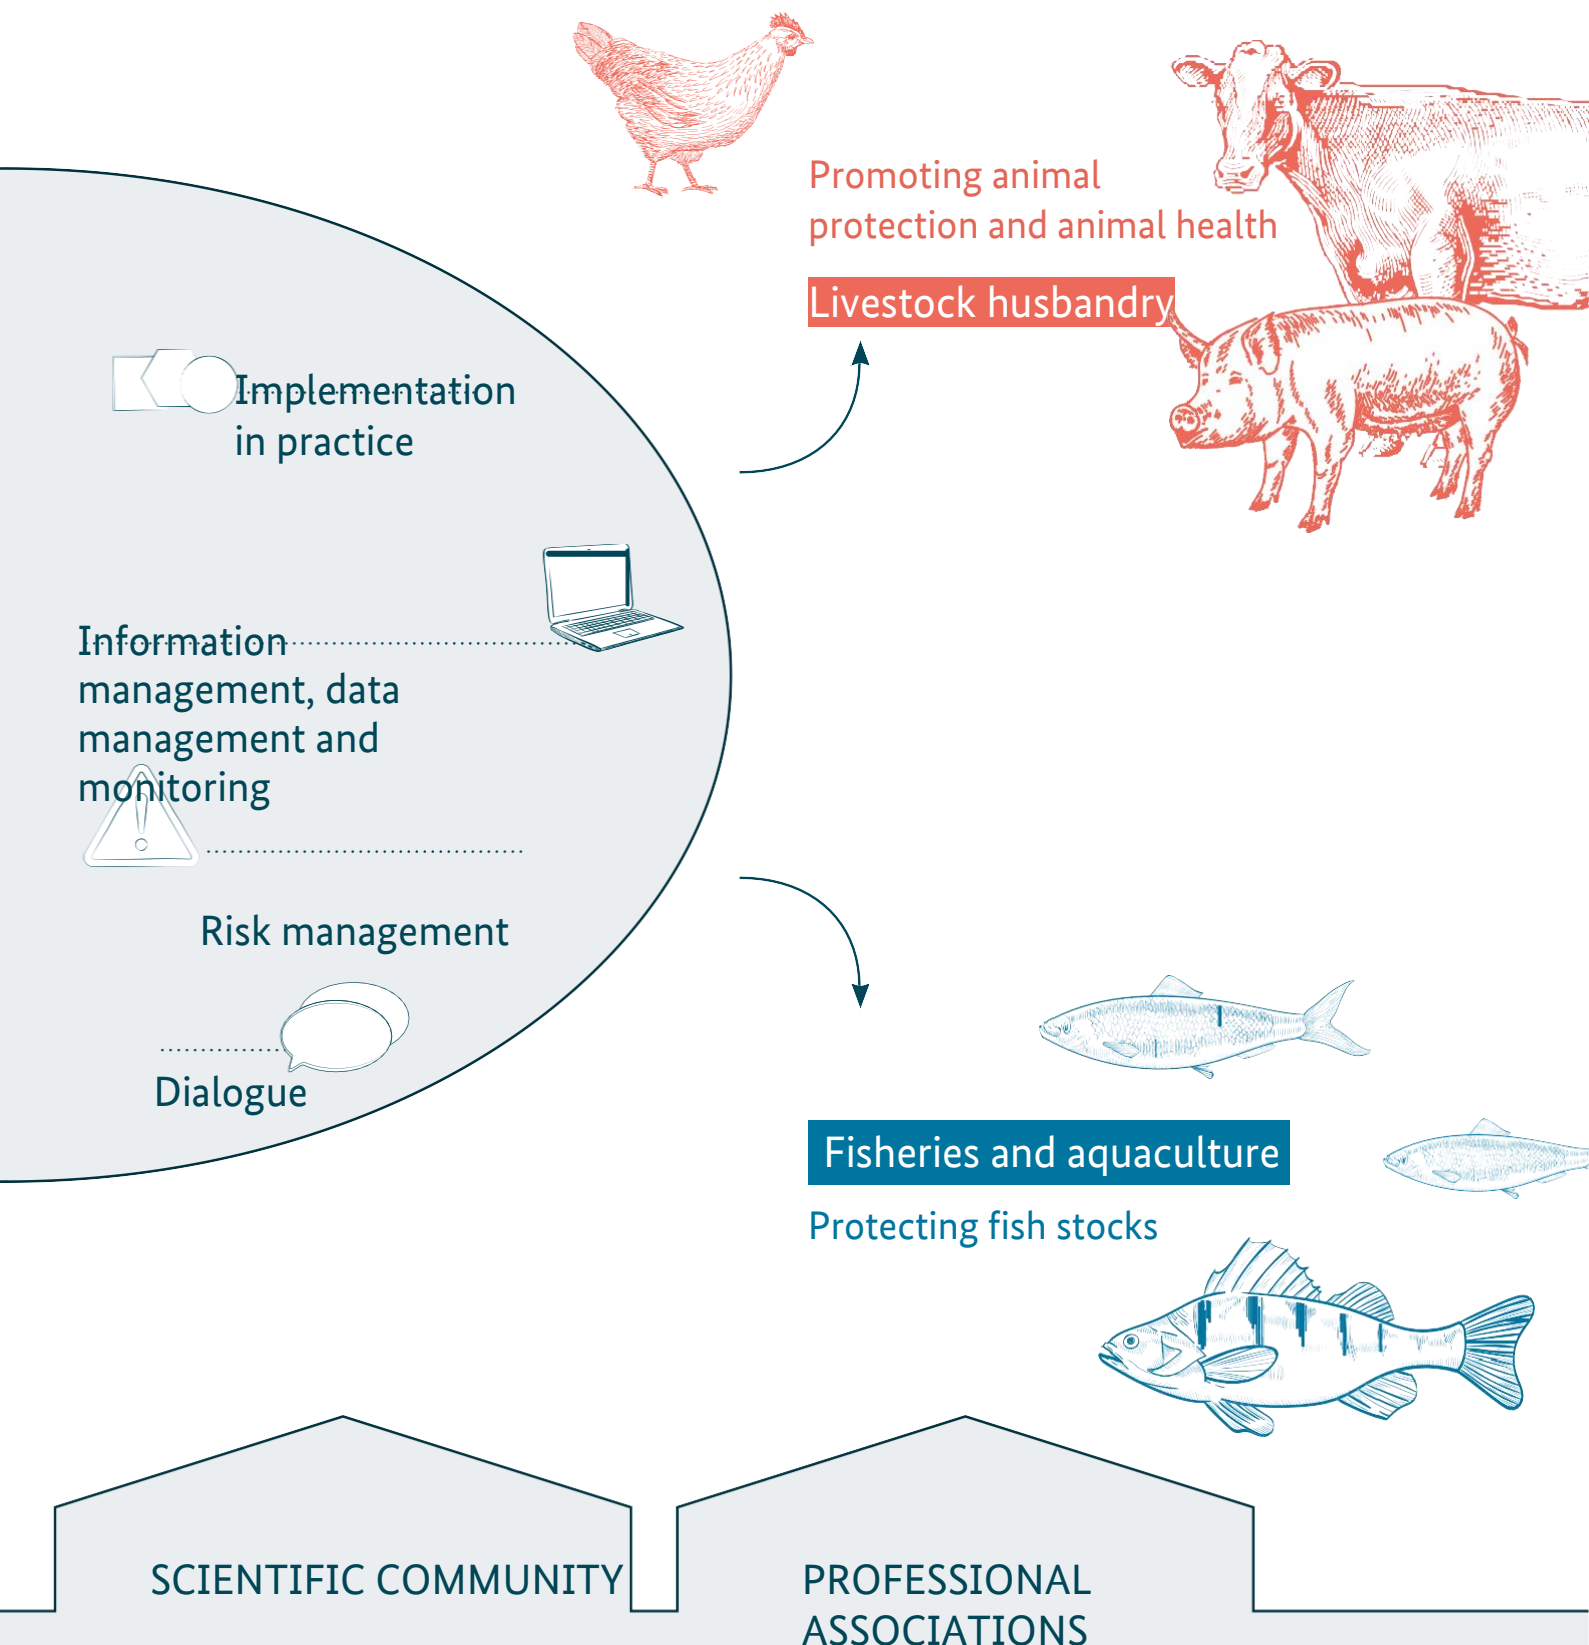 Promoting animal
protection and animal health
Livestock husbandry
Implementation
in practice
Information
management, data
management and
monitoring
Risk management
Dialogue
Fisheries and aquaculture
Protecting fish stocks
SCIENTIFIC COMMUNITY
PROFESSIONAL
ASSOCIATIONS